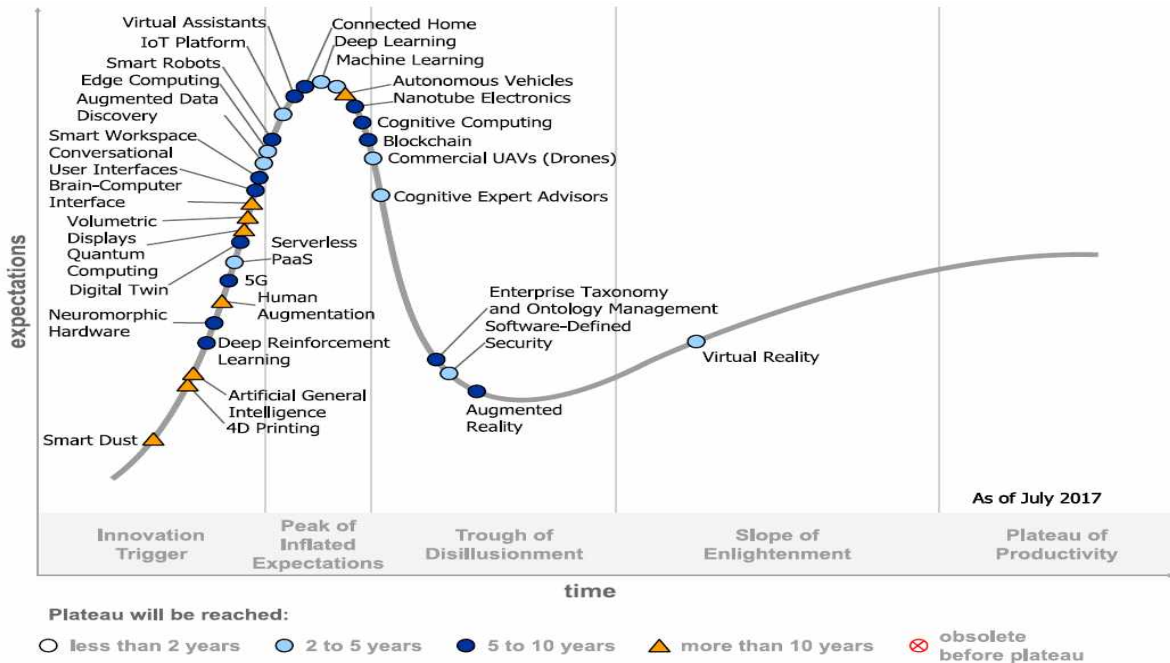 expectations
Virtual Assistants
IoT Platform
Smart Robots
Edge Computing
Augmented Data
Discovery
Smart Workspace
Conversational
User Interfaces
Brain-Computer
Interface
Volumetric
Displays
Quantum
Computing
Digital Twin
Neuromorphic
Hardware
Smart Dust
Connected Home
Deep Learning
Machine Learning
Autonomous Vehicles
Nanotube Electronics
Cognitive Computing
Blockchain
Commercial UAVs (Drones)
Cognitive Expert Advisors
Serverless
PaaS
5G
Human
Augmentation
Deep Reinforcement
Learning
Artificial General
Intelligence
4D Printing
Enterprise Taxonomy
and Ontology Management
Software-Defined
Security
Augmented
Reality
Virtual Reality
As of July 2017
Innovation
Trigger
Peak of
Inflated
Expectations
Trough of
Disillusionment
Slope of
Enlightenment
Plateau of
Productivity
time
Plateau will be reached:
less than 2 years
2 to 5 years
5 to 10 years
more than 10 years
obsolete
before plateau